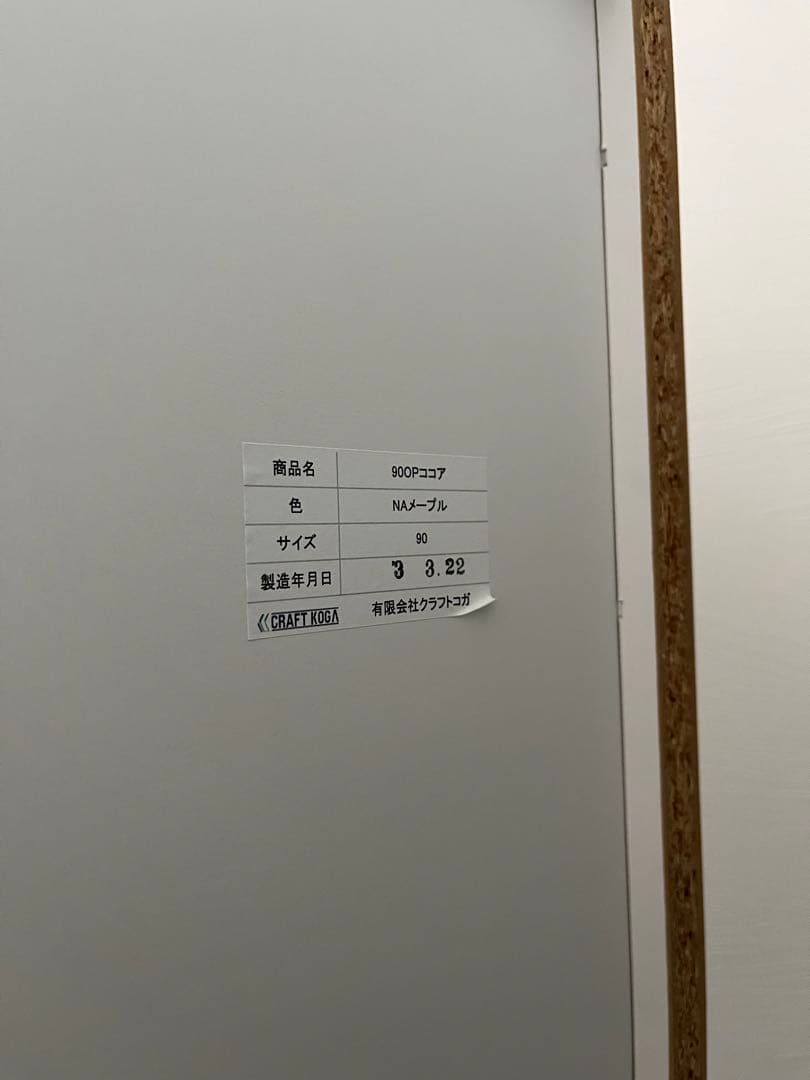 商品名 90OPココア
色 NAメープル
サイズ 90
製造年月日 3 3.22
CRAFT KOGA 有限会社クラフトコガ